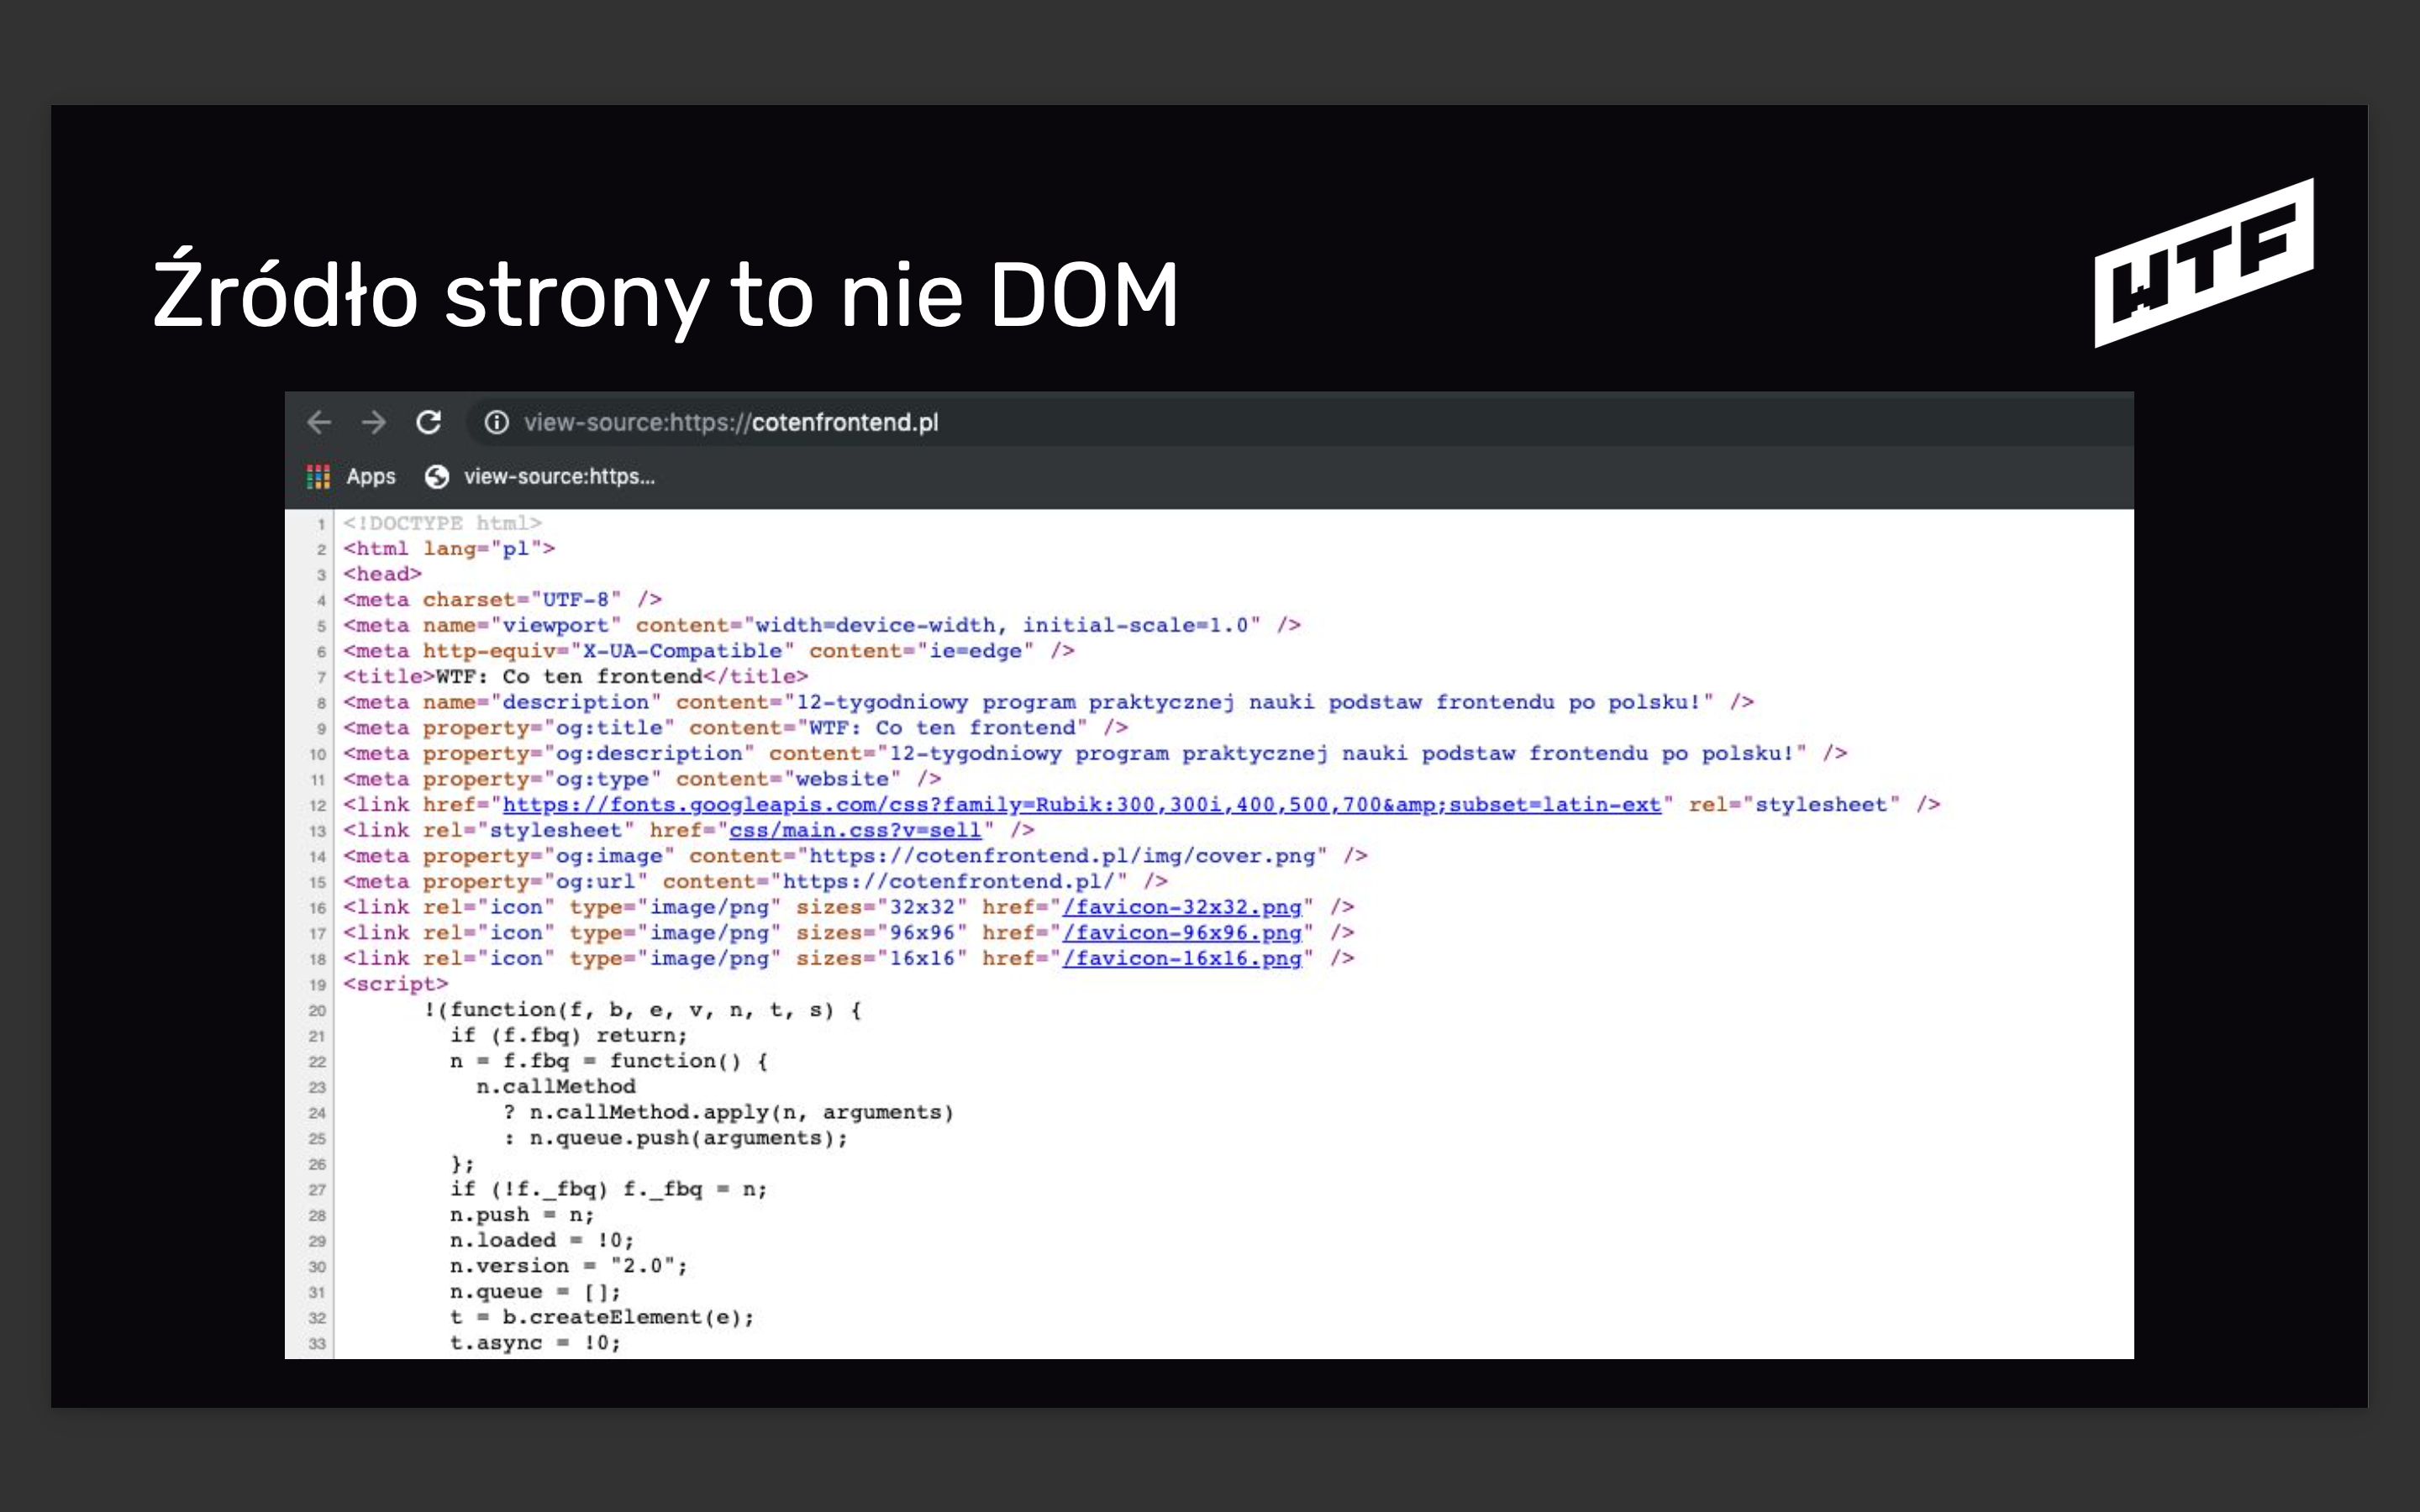 Źródło strony to nie DOM
WTF
view-source:https://cotenfrontend.pl
Apps view-source:https...
1 <!DOCTYPE html>
2 <html lang="pl">
3 <head>
4 <meta charset="UTF-8" />
5 <meta name="viewport" content="width=device-width, initial-scale=1.0" />
6 <meta http-equiv="X-UA-Compatible" content="ie=edge" />
7 <title>WTF: Co ten frontend</title>
8 <meta name="description" content="12-tygodniowy program praktycznej nauki podstaw frontendu po polsku!" />
9 <meta property="og:title" content="WTF: Co ten frontend" />
10 <meta property="og:description" content="12-tygodniowy program praktycznej nauki podstaw frontendu po polsku!" />
11 <meta property="og:type" content="website" />
12 <link href="https://fonts.googleapis.com/css?family=Rubik:300,300i,400,500,700&amp;subset=latin-ext" rel="stylesheet" />
13 <link rel="stylesheet" href="css/main.css?v=sell" />
14 <meta property="og:image" content="https://cotenfrontend.pl/img/cover.png" />
15 <meta property="og:url" content="https://cotenfrontend.pl/" />
16 <link rel="icon" type="image/png" sizes="32x32" href="/favicon-32x32.png" />
17 <link rel="icon" type="image/png" sizes="96x96" href="/favicon-96x96.png" />
18 <link rel="icon" type="image/png" sizes="16x16" href="/favicon-16x16.png" />
19 <script>
20 !(function(f, b, e, v, n, t, s) {
21 if (f.fbq) return;
22 n = f.fbq = function() {
23 n.callMethod
24 ? n.callMethod.apply(n, arguments)
25 : n.queue.push(arguments);
26 };
27 if (!f._fbq) f._fbq = n;
28 n.push = n;
29 n.loaded = !0;
30 n.version = "2.0";
31 n.queue = [];
32 t = b.createElement(e);
33 t.async = !0;